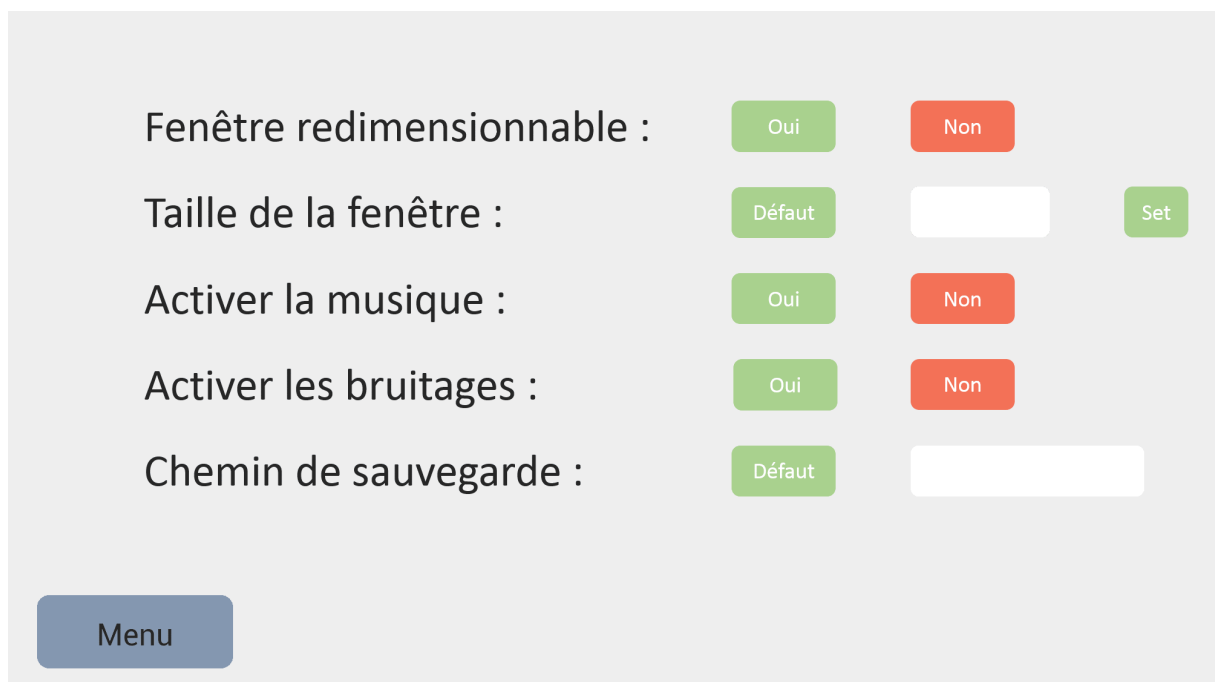 Fenêtre redimensionnable : Oui Non
Taille de la fenêtre : Défaut Set
Activer la musique : Oui Non
Activer les bruitages : Oui Non
Chemin de sauvegarde : Défaut
Menu